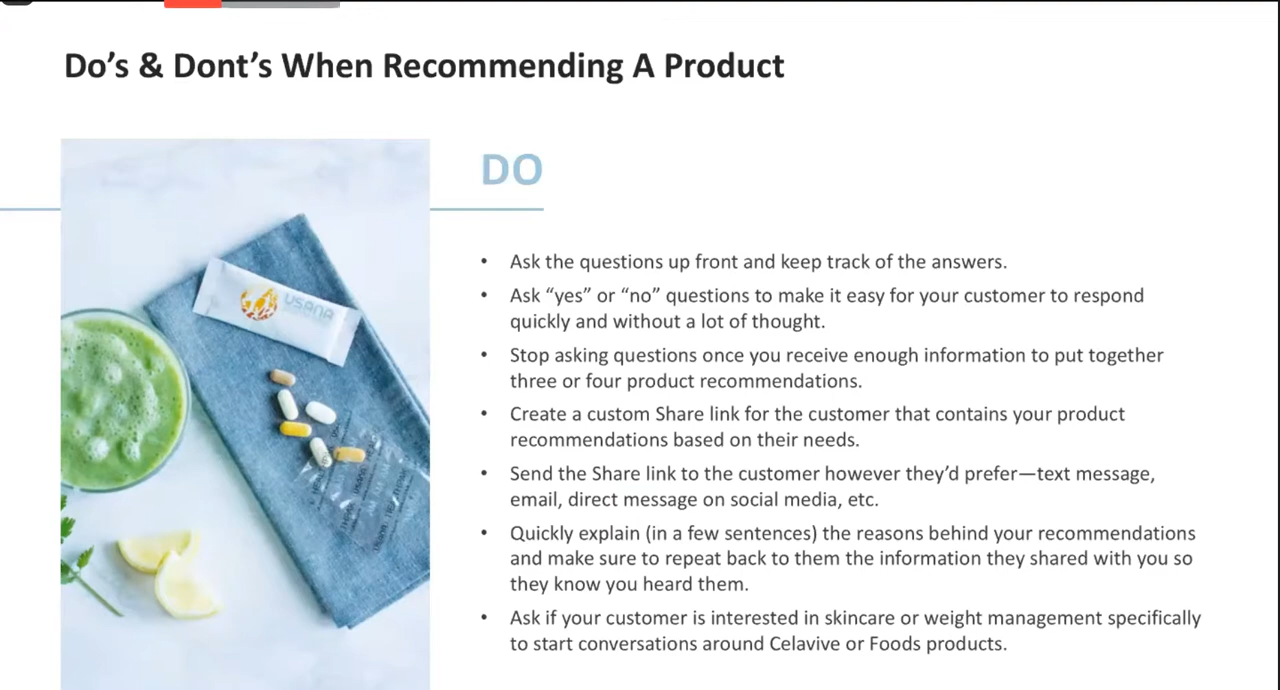 Do's & Dont's When Recommending A Product
DO
• Ask the questions up front and keep track of the answers.
• Ask “yes” or “no” questions to make it easy for your customer to respond
quickly and without a lot of thought.
• Stop asking questions once you receive enough information to put together
three or four product recommendations.
• Create a custom Share link for the customer that contains your product
recommendations based on their needs.
• Send the Share link to the customer however they’d prefer—text message,
email, direct message on social media, etc.
• Quickly explain (in a few sentences) the reasons behind your recommendations
and make sure to repeat back to them the information they shared with you so
they know you heard them.
• Ask if your customer is interested in skincare or weight management specifically
to start conversations around Celavive or Foods products.
USANA